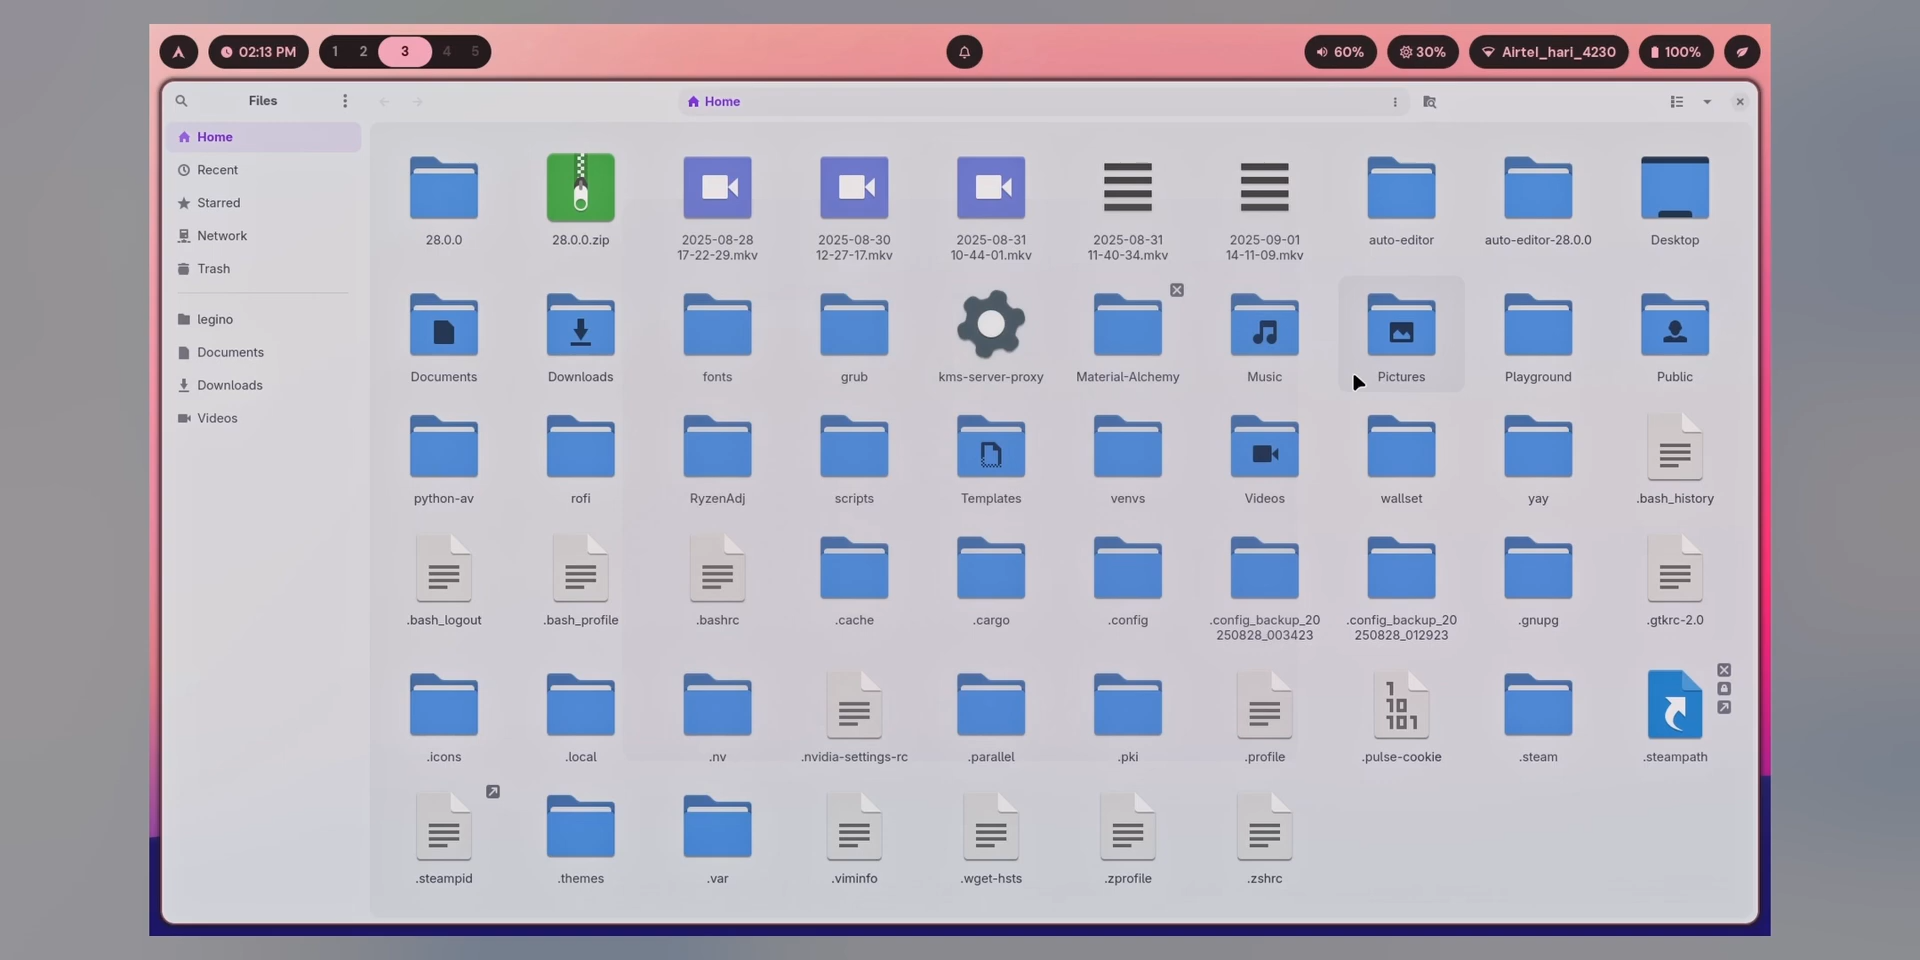 02:13 PM
1 2 3 4 5
60%
30%
Airtel_hari_4230
100%
Files
Home
Home
Recent
Starred
Network
Trash
legino
Documents
Downloads
Videos
28.0.0
28.0.0.zip
2025-08-28
17-22-29.mkv
2025-08-30
12-27-17.mkv
2025-08-31
10-44-01.mkv
2025-08-31
11-40-34.mkv
2025-09-01
14-11-09.mkv
auto-editor
auto-editor-28.0.0
Desktop
Documents
Downloads
fonts
grub
kms-server-proxy
Material-Alchemy
Music
Pictures
Playground
Public
python-av
rofi
RyzenAdj
scripts
Templates
venvs
Videos
wallset
yay
.bash_history
.bash_logout
.bash_profile
.bashrc
.cache
.cargo
.config
.config_backup_20
250828_003423
.config_backup_20
250828_012923
.gnupg
.gtkrc-2.0
.icons
.local
.nv
.nvidia-settings-rc
.parallel
.pki
.profile
1
10
101
.pulse-cookie
.steam
.steampath
.steampid
.themes
.var
.viminfo
.wget-hsts
.zprofile
.zshrc